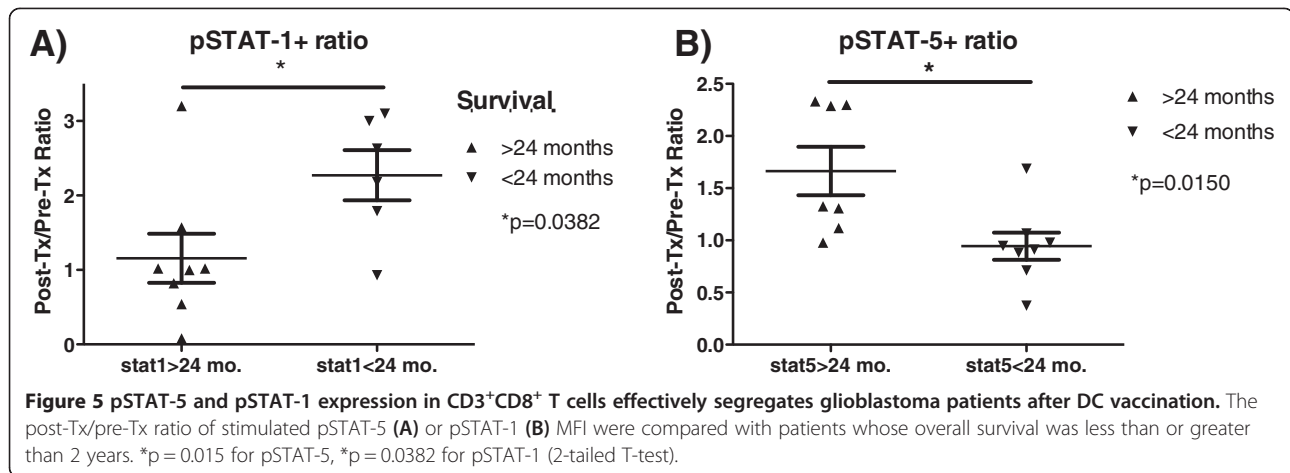 A)
pSTAT-1+ ratio
*
Post-Tx/Pre-Tx Ratio
3
2
1
0
stat1>24 mo.
stat1<24 mo.
Survival
▲ >24 months
▼ <24 months
*p=0.0382
B)
pSTAT-5+ ratio
*
Post-Tx/Pre-Tx Ratio
2.5
2.0
1.5
1.0
0.5
0.0
stat5>24 mo.
stat5<24 mo.
▲ >24 months
▼ <24 months
*p=0.0150
Figure 5 pSTAT-5 and pSTAT-1 expression in CD3⁺CD8⁺ T cells effectively segregates glioblastoma patients after DC vaccination. The
post-Tx/pre-Tx ratio of stimulated pSTAT-5 (A) or pSTAT-1 (B) MFI were compared with patients whose overall survival was less than or greater
than 2 years. *p = 0.015 for pSTAT-5, *p = 0.0382 for pSTAT-1 (2-tailed T-test).